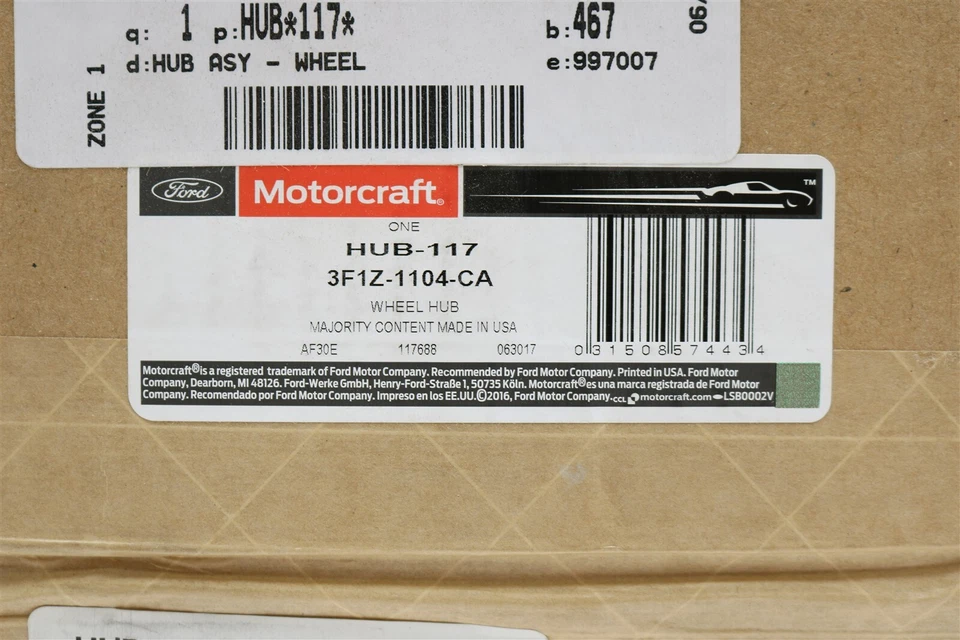 q: 1 p:HUB*117* b:467
d:HUB ASY - WHEEL e:997007
ZONE 1
06/
Ford Motorcraft® ™
ONE
HUB-117
3F1Z-1104-CA
WHEEL HUB
MAJORITY CONTENT MADE IN USA
AF30E 117688 063017
0 31508 57443 4
Motorcraft® is a registered trademark of Ford Motor Company. Recommended by Ford Motor Company. Printed in USA. Ford Motor
Company, Dearborn, MI 48126. Ford-Werke GmbH, Henry-Ford-Straße 1, 50735 Köln. Motorcraft® es una marca registrada de Ford Motor
Company. Recomendado por Ford Motor Company. Impreso en los EE.UU.©2016, Ford Motor Company. CCL motorcraft.com LSB0002V